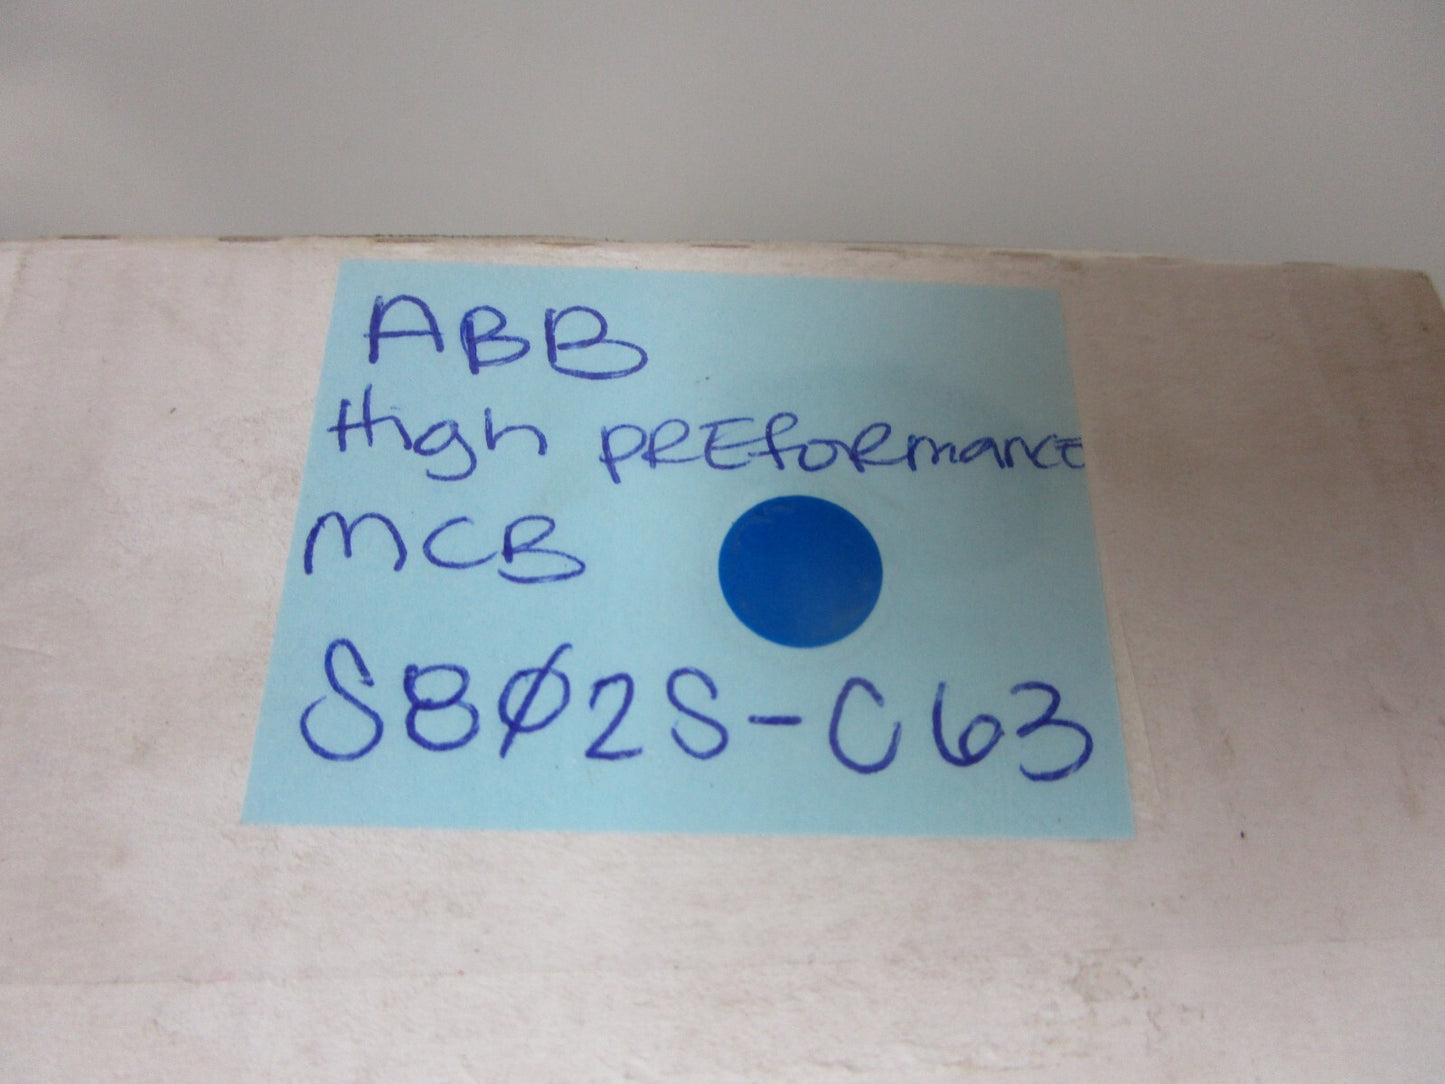 ABB
High PREformance
MCB
S8Ø2S-C63